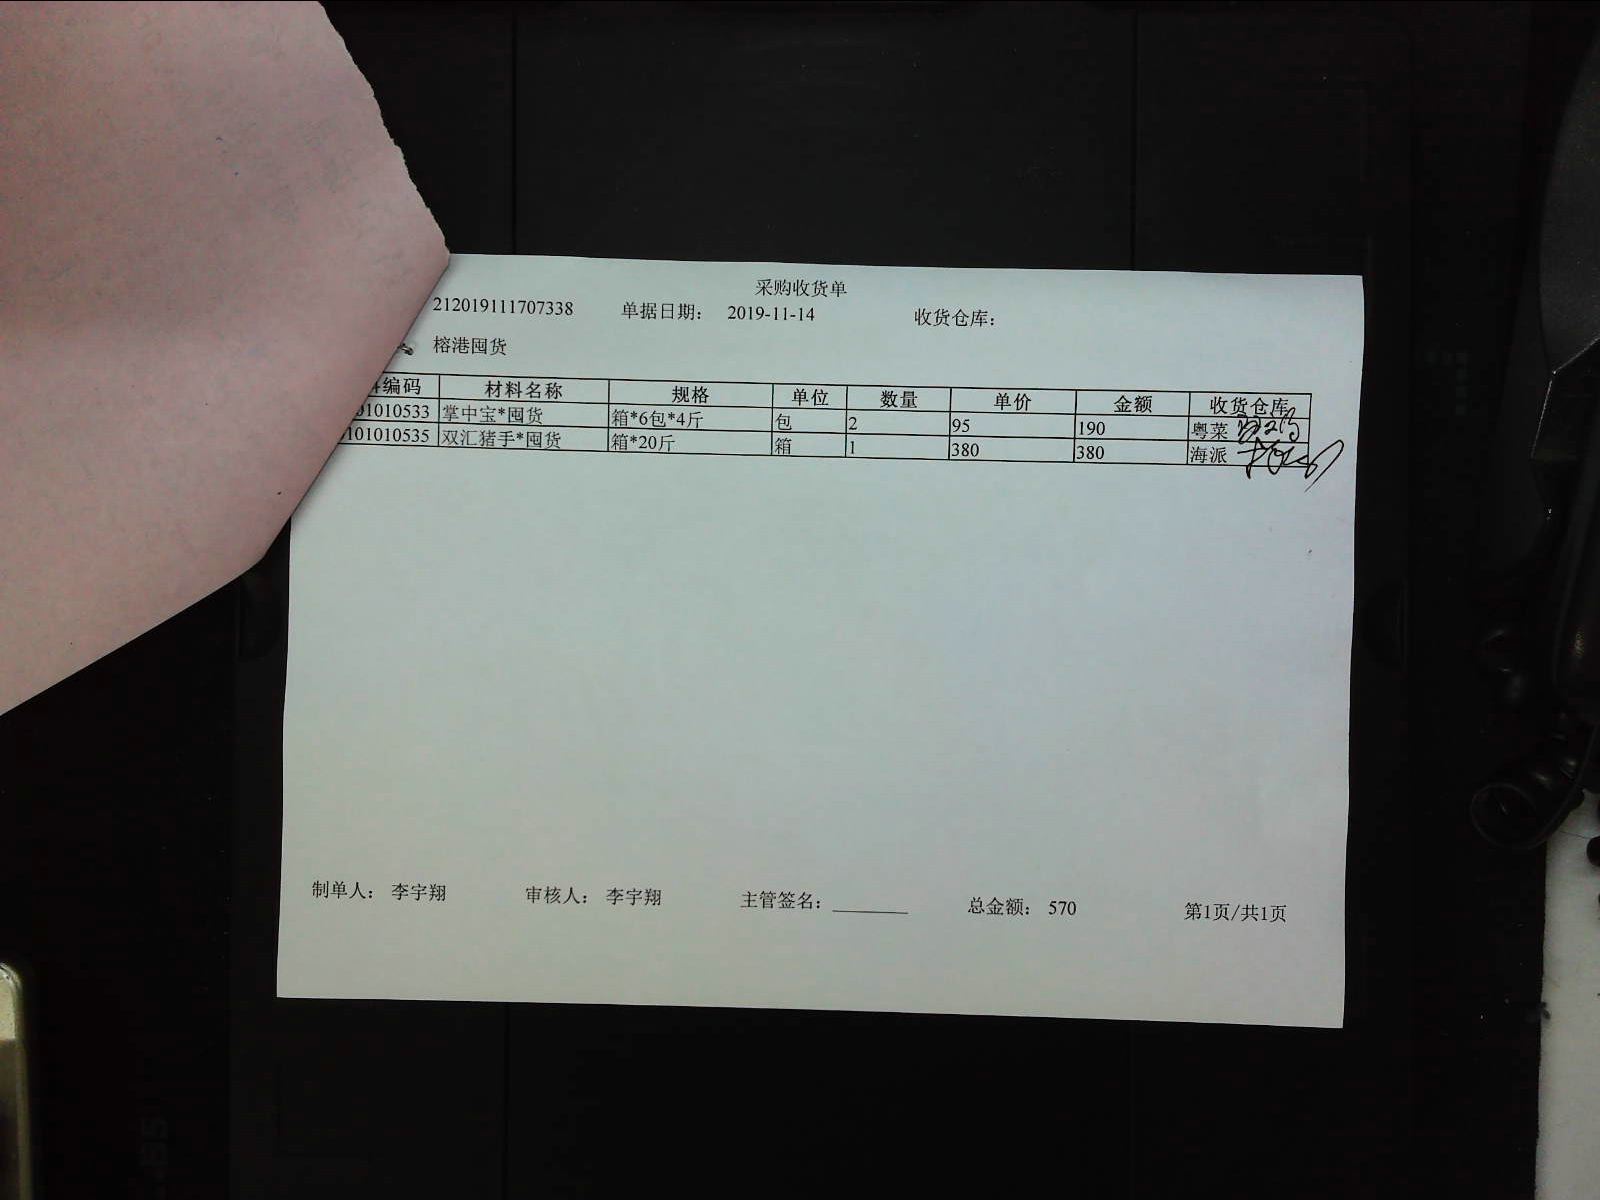 采购收货单
212019111707338 单据日期： 2019-11-14 收货仓库：
榕港囤货
编码 材料名称 规格 单位 数量 单价 金额 收货仓库
01010533 掌中宝*囤货 箱*6包*4斤 包 2 95 190 粤菜
101010535 双汇猪手*囤货 箱*20斤 箱 1 380 380 海派
制单人： 李宇翔 审核人： 李宇翔 主管签名： 总金额： 570 第1页/共1页